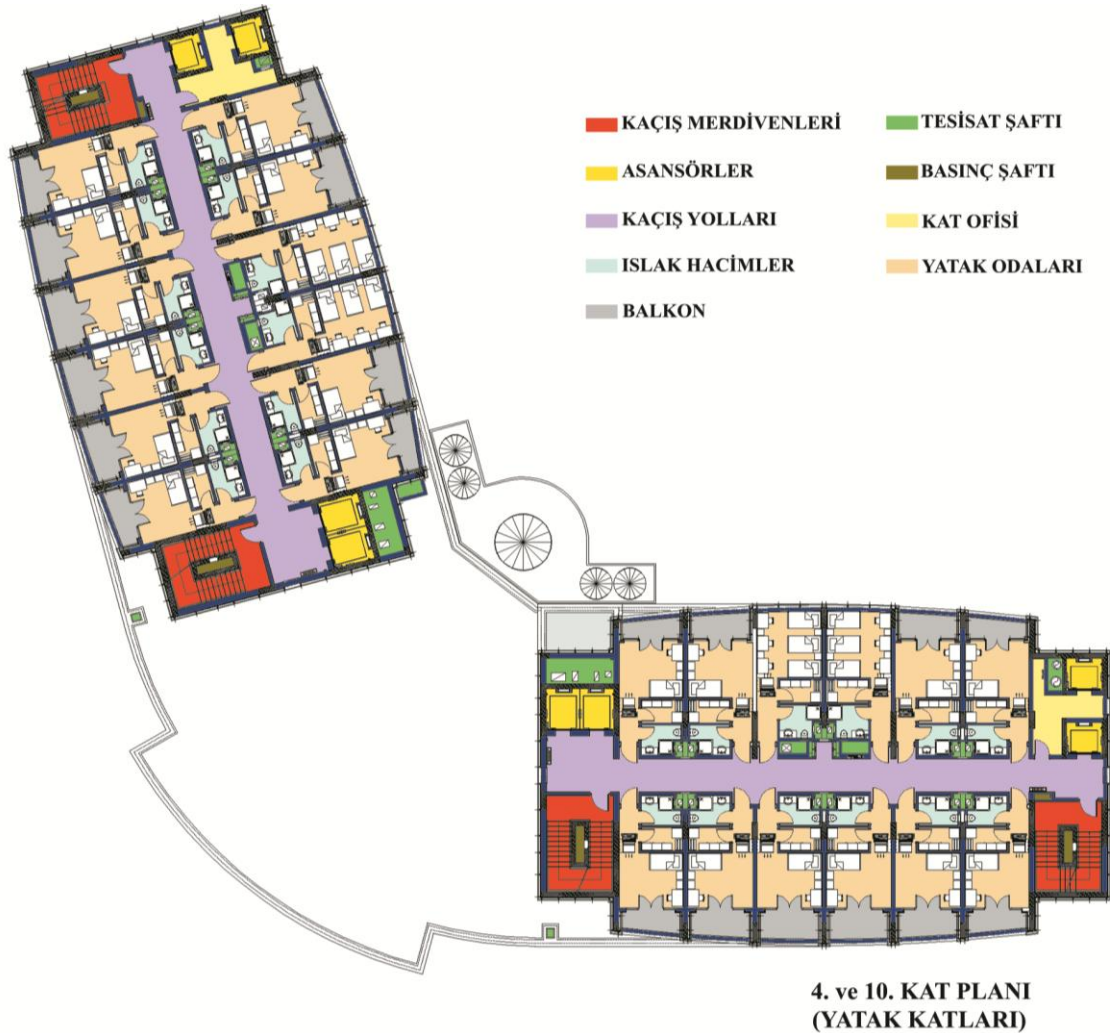 KAÇIŞ MERDİVENLERİ
ASANSÖRLER
KAÇIŞ YOLLARI
ISLAK HACİMLER
BALKON
TESİSAT ŞAFTI
BASINÇ ŞAFTI
KAT OFİSİ
YATAK ODALARI
4. ve 10. KAT PLANI
(YATAK KATLARI)